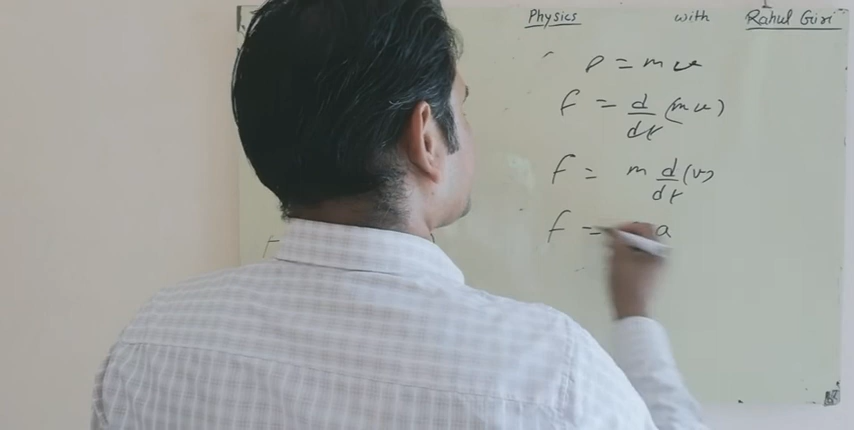 Physics with Rahul Giri
P = mv
f = d/dt (mv)
f = m d/dt (v)
f = a